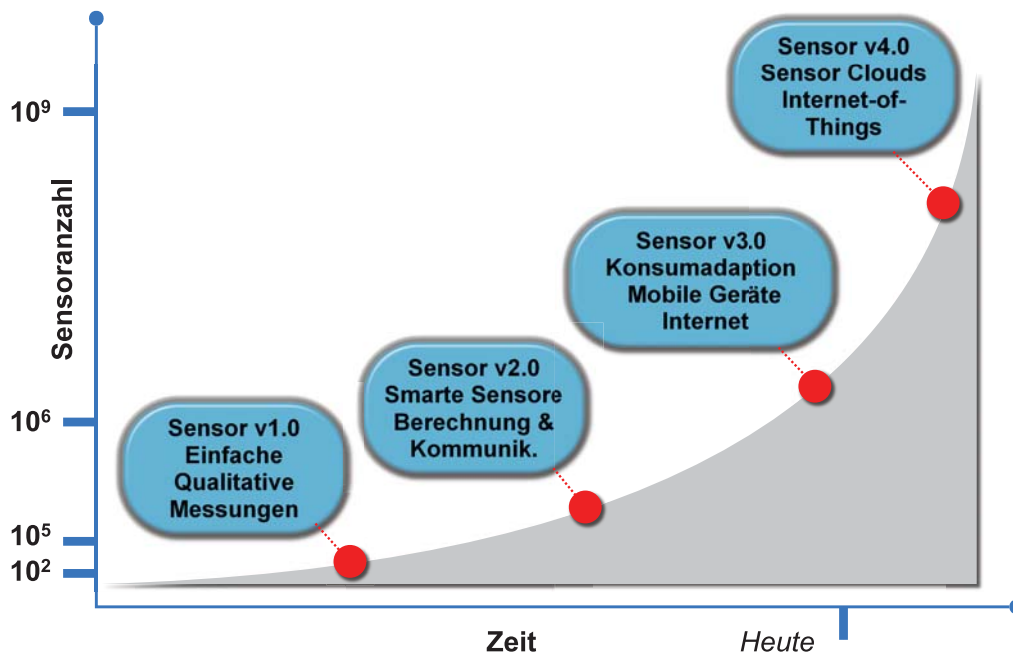 Sensor v4.0
Sensor Clouds
Internet-of-
Things
10⁹
Sensoranzahl
Sensor v3.0
Konsumadaption
Mobile Geräte
Internet
Sensor v2.0
Smarte Sensore
Berechnung &
Kommunik.
10⁶
Sensor v1.0
Einfache
Qualitative
Messungen
10⁵
10²
Zeit
Heute